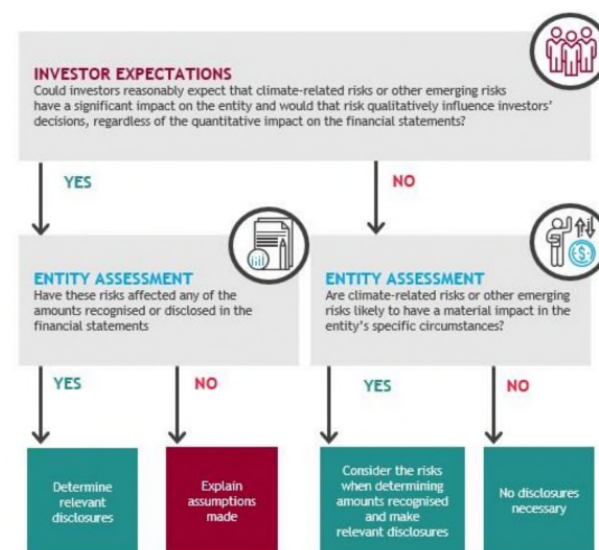 INVESTOR EXPECTATIONS
Could investors reasonably expect that climate-related risks or other emerging risks
have a significant impact on the entity and would that risk qualitatively influence investors'
decisions, regardless of the quantitative impact on the financial statements?
YES
NO
ENTITY ASSESSMENT
Have these risks affected any of the
amounts recognised or disclosed in the
financial statements
ENTITY ASSESSMENT
Are climate-related risks or other emerging
risks likely to have a material impact in the
entity's specific circumstances?
YES
NO
YES
NO
Determine
relevant
disclosures
Explain
assumptions
made
Consider the risks
when determining
amounts recognised
and make
relevant disclosures
No disclosures
necessary